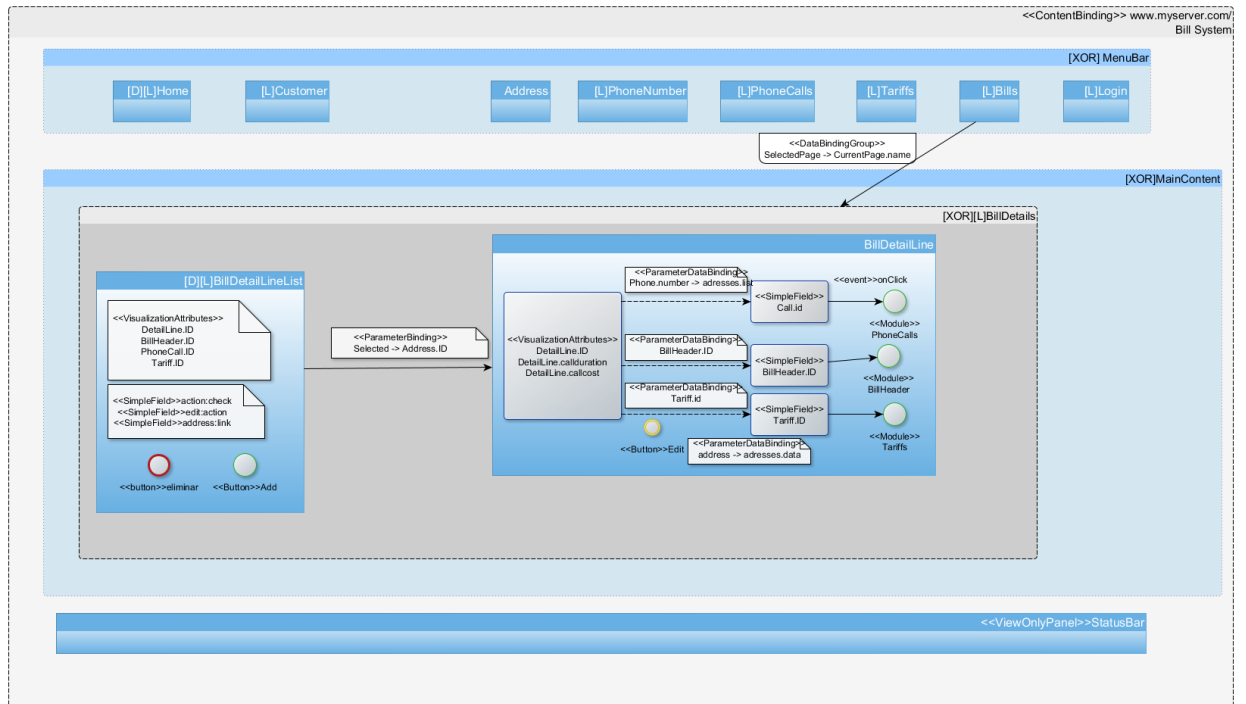 <<ContentBinding>> www.myserver.com/
Bill System
[XOR] MenuBar
[D][L]Home
[L]Customer
Address
[L]PhoneNumber
[L]PhoneCalls
[L]Tariffs
[L]Bills
[L]Login
<<DataBindingGroup>>
SelectedPage -> CurrentPage.name
[XOR]MainContent
[XOR][L]BillDetails
[D][L]BillDetailLineList
<<VisualizationAttributes>>
DetailLine.ID
BillHeader.ID
PhoneCall.ID
Tariff.ID
<<SimpleField>>action:check
<<SimpleField>>edit:action
<<SimpleField>>address:link
<<button>>eliminar
<<Button>>Add
<<ParameterBinding>>
Selected -> Address.ID
BillDetailLine
<<VisualizationAttributes>>
DetailLine.ID
DetailLine.callduration
DetailLine.callcost
<<ParameterDataBinding>>
Phone.number -> adresses.list
<<SimpleField>>
Call.id
<<event>>onClick
<<Module>>
PhoneCalls
<<ParameterDataBinding>>
BillHeader.ID
<<SimpleField>>
BillHeader.ID
<<Module>>
BillHeader
<<ParameterDataBinding>>
Tariff.id
<<SimpleField>>
Tariff.ID
<<Module>>
Tariffs
<<Button>>Edit
<<ParameterDataBinding>>
address -> adresses.data
<<ViewOnlyPanel>>StatusBar